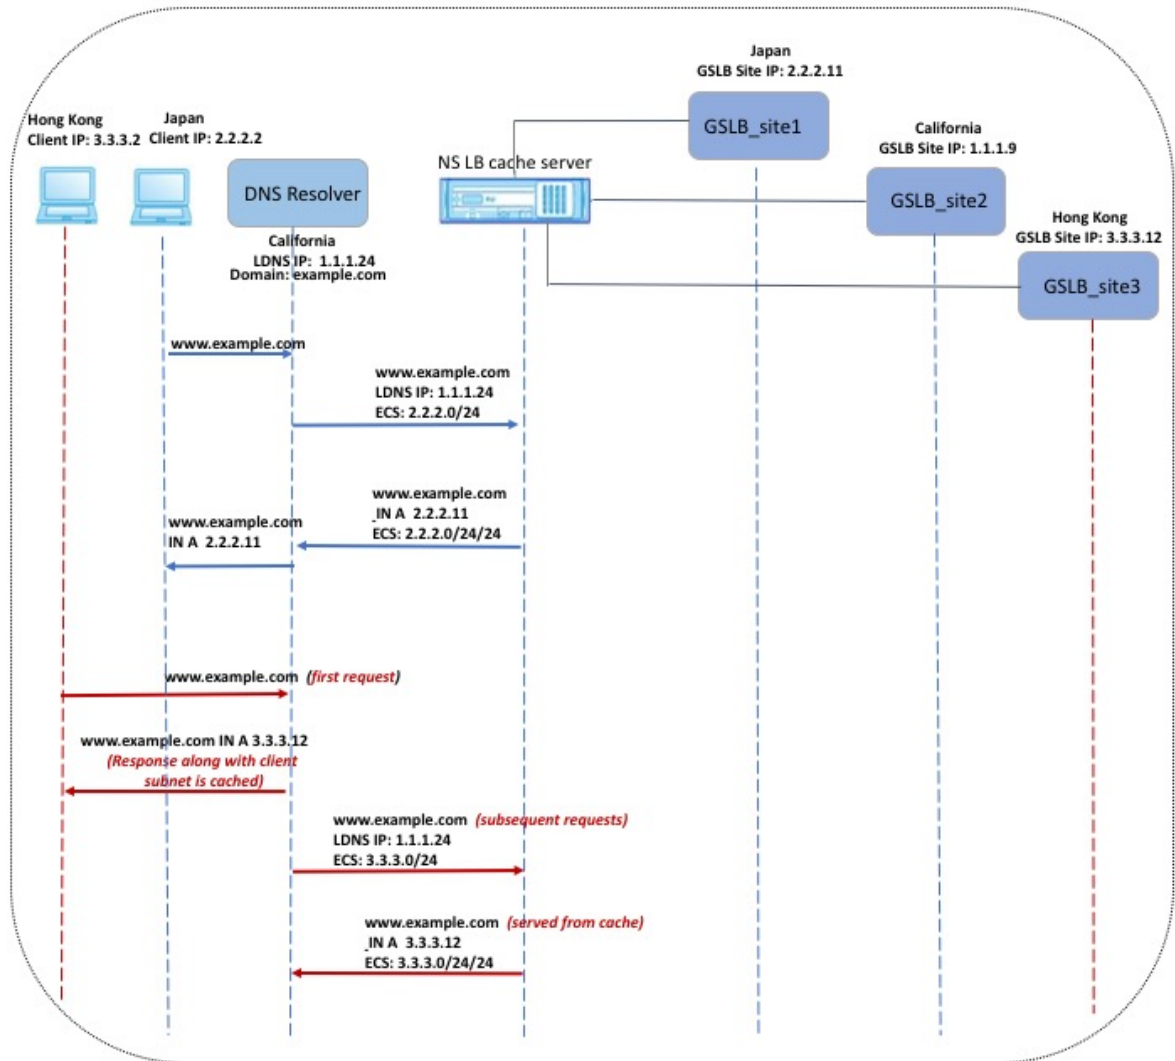 Japan
GSLB Site IP: 2.2.2.11
GSLB_site1
Hong Kong
Client IP: 3.3.3.2
Japan
Client IP: 2.2.2.2
DNS Resolver
California
LDNS IP: 1.1.1.24
Domain: example.com
NS LB cache server
California
GSLB Site IP: 1.1.1.9
GSLB_site2
Hong Kong
GSLB Site IP: 3.3.3.12
GSLB_site3
www.example.com
www.example.com
LDNS IP: 1.1.1.24
ECS: 2.2.2.0/24
www.example.com
_IN A 2.2.2.11
ECS: 2.2.2.0/24/24
www.example.com
IN A 2.2.2.11
www.example.com (first request)
www.example.com IN A 3.3.3.12
(Response along with client
subnet is cached)
www.example.com (subsequent requests)
LDNS IP: 1.1.1.24
ECS: 3.3.3.0/24
www.example.com (served from cache)
_IN A 3.3.3.12
ECS: 3.3.3.0/24/24